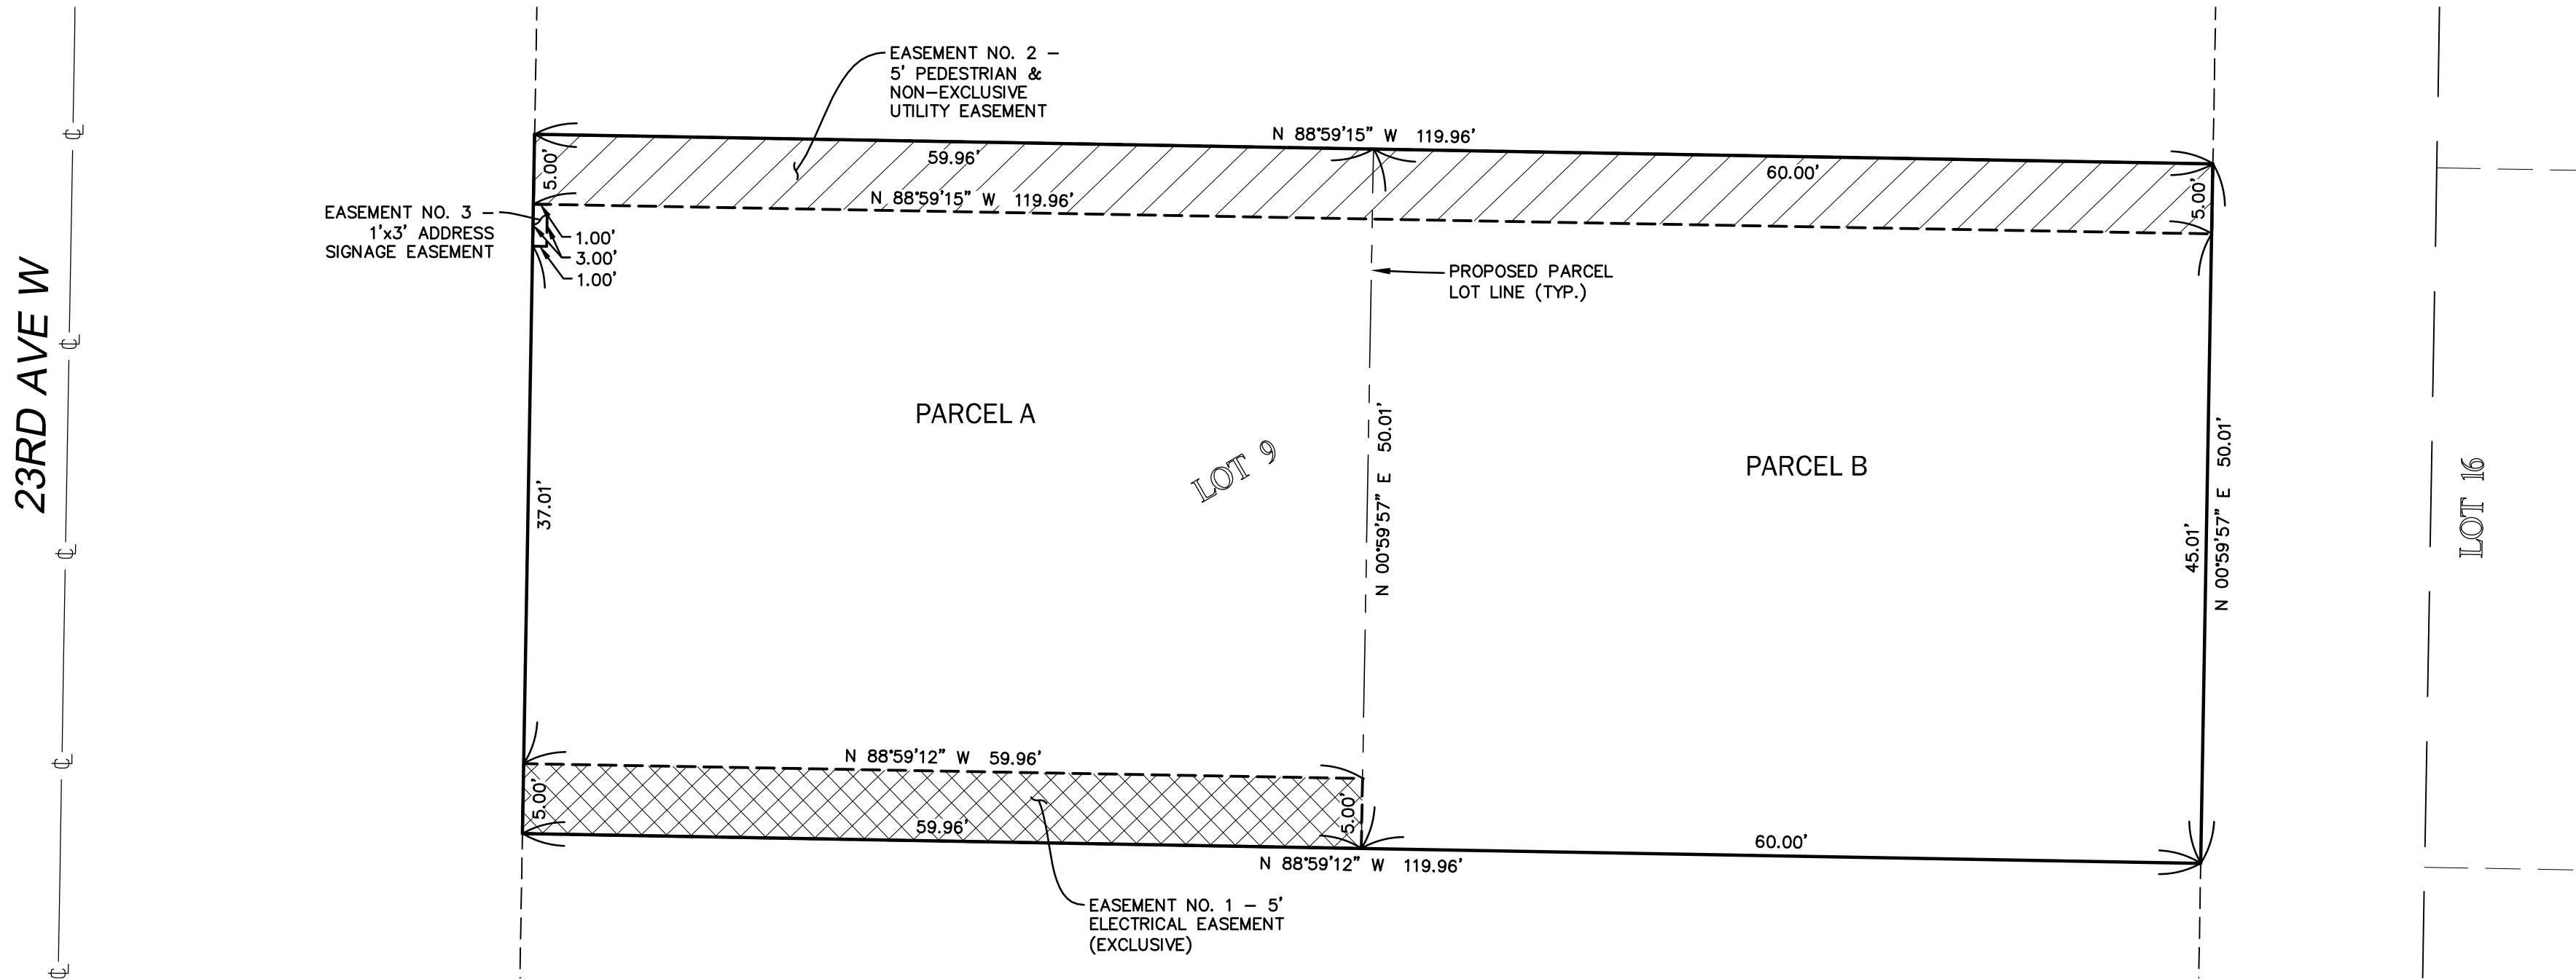 EASEMENT NO. 2 –
5' PEDESTRIAN &
NON–EXCLUSIVE
UTILITY EASEMENT
N 88°59'15" W 119.96'
59.96'
60.00'
5.00'
5.00'
N 88°59'15" W 119.96'
EASEMENT NO. 3 –
1'x3' ADDRESS
SIGNAGE EASEMENT
1.00'
3.00'
1.00'
PROPOSED PARCEL
LOT LINE (TYP.)
23RD AVE W
PARCEL A
LOT 9
PARCEL B
37.01'
N 00°59'57" E 50.01'
45.01'
N 00°59'57" E 50.01'
LOT 16
N 88°59'12" W 59.96'
5.00'
5.00'
59.96'
60.00'
N 88°59'12" W 119.96'
EASEMENT NO. 1 – 5'
ELECTRICAL EASEMENT
(EXCLUSIVE)